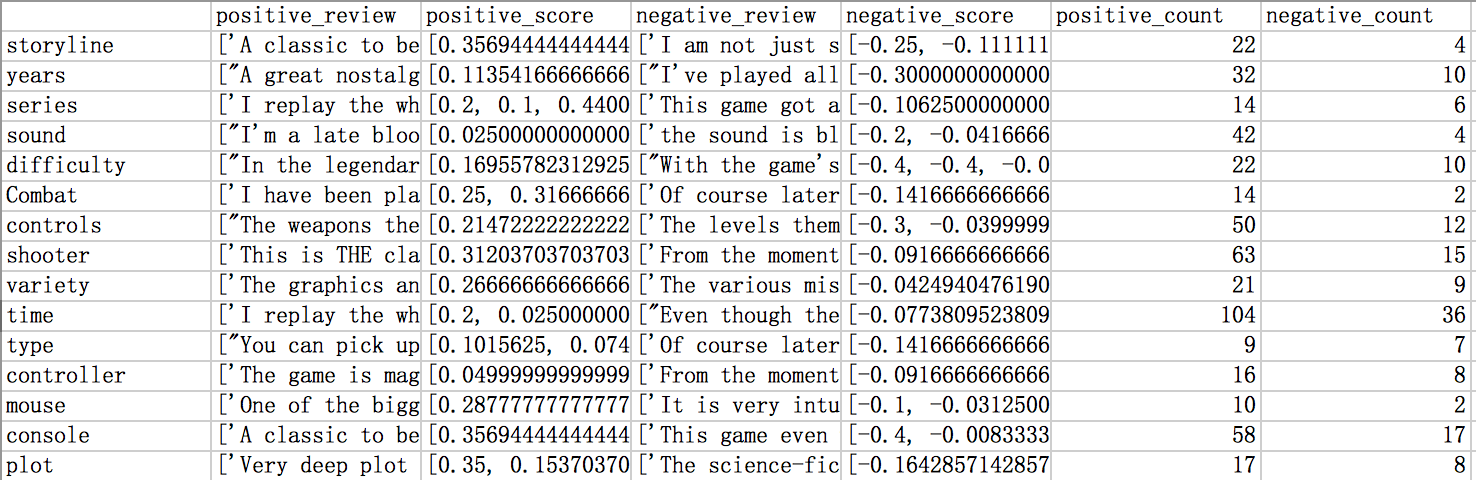 positive_review positive_score negative_review negative_score positive_count negative_count
storyline ['A classic to be [0.35694444444444 ['I am not just s [-0.25, -0.111111 22 4
years ["A great nostalg [0.11354166666666 ["I've played all [-0.3000000000000 32 10
series ['I replay the wh [0.2, 0.1, 0.4400 ['This game got a [-0.1062500000000 14 6
sound ["I'm a late bloo [0.02500000000000 ['the sound is bl [-0.2, -0.0416666 42 4
difficulty ["In the legendar [0.16955782312925 ["With the game's [-0.4, -0.4, -0.0 22 10
Combat ['I have been pla [0.25, 0.31666666 ['Of course later [-0.1416666666666 14 2
controls ["The weapons the [0.21472222222222 ['The levels them [-0.3, -0.0399999 50 12
shooter ['This is THE cla [0.31203703703703 ['From the moment [-0.0916666666666 63 15
variety ['The graphics an [0.26666666666666 ['The various mis [-0.0424940476190 21 9
time ['I replay the wh [0.2, 0.025000000 ["Even though the [-0.0773809523809 104 36
type ["You can pick up [0.1015625, 0.074 ['Of course later [-0.1416666666666 9 7
controller ['The game is mag [0.04999999999999 ['From the moment [-0.0916666666666 16 8
mouse ['One of the bigg [0.28777777777777 ['It is very intu [-0.1, -0.0312500 10 2
console ['A classic to be [0.35694444444444 ['This game even [-0.4, -0.0083333 58 17
plot ['Very deep plot [0.35, 0.15370370 ['The science-fic [-0.1642857142857 17 8